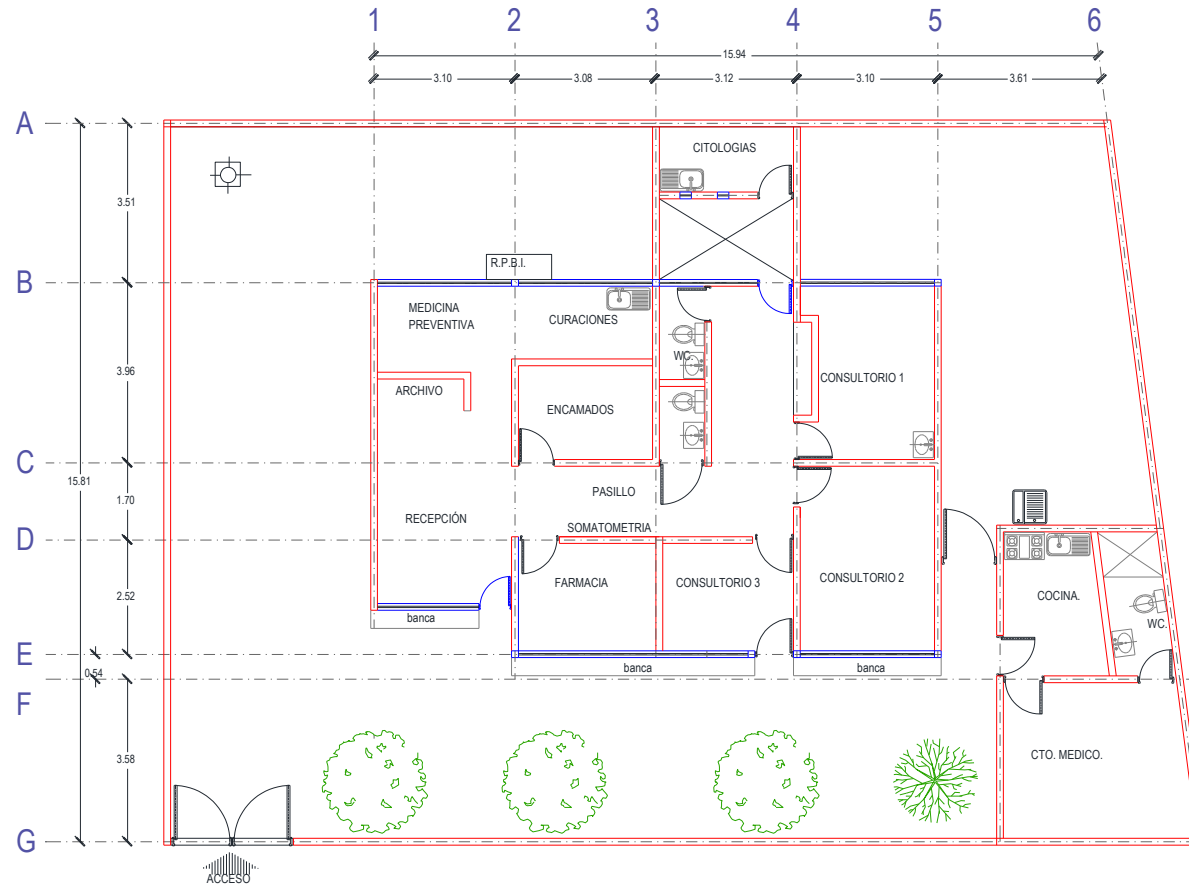 1 2 3 4 5 6
15.94
3.10 3.08 3.12 3.10 3.61
A
CITOLOGIAS
3.51
R.P.B.I.
B
MEDICINA
PREVENTIVA
CURACIONES
WC.
3.96
CONSULTORIO 1
ARCHIVO
ENCAMADOS
C
15.81
PASILLO
1.70
RECEPCIÓN
SOMATOMETRIA
D
FARMACIA
CONSULTORIO 3
CONSULTORIO 2
2.52
COCINA.
banca
WC.
E
banca
banca
0.54
F
3.58
CTO. MEDICO.
G
ACCESO